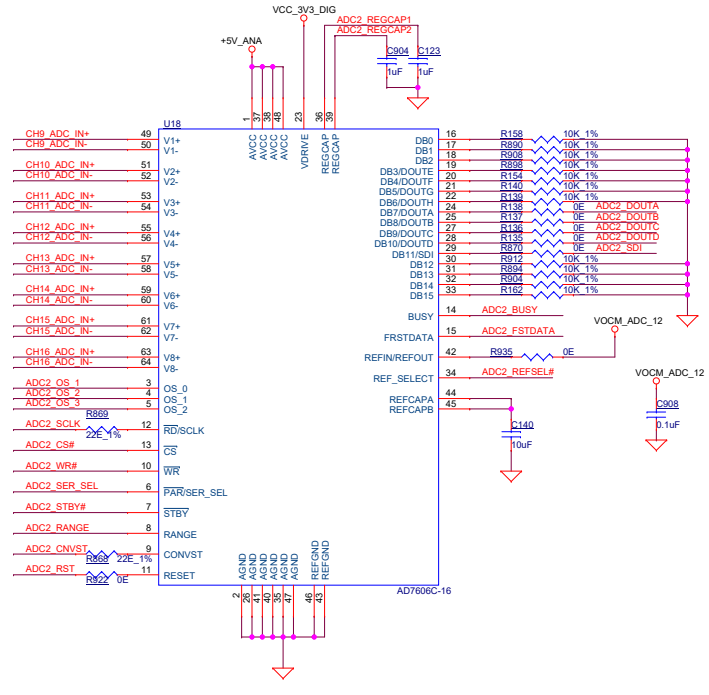 VCC_3V3_DIG
ADC2_REGCAP1
ADC2_REGCAP2
+5V_ANA
C904 C123
1uF 1uF
1 37 38 48 23 36 39
U18
AVCC AVCC AVCC AVCC VDRIVE REGCAP REGCAP
CH9_ADC_IN+ 49 V1+
CH9_ADC_IN- 50 V1-
CH10_ADC_IN+ 51 V2+
CH10_ADC_IN- 52 V2-
CH11_ADC_IN+ 53 V3+
CH11_ADC_IN- 54 V3-
CH12_ADC_IN+ 55 V4+
CH12_ADC_IN- 56 V4-
CH13_ADC_IN+ 57 V5+
CH13_ADC_IN- 58 V5-
CH14_ADC_IN+ 59 V6+
CH14_ADC_IN- 60 V6-
CH15_ADC_IN+ 61 V7+
CH15_ADC_IN- 62 V7-
CH16_ADC_IN+ 63 V8+
CH16_ADC_IN- 64 V8-
ADC2_OS_1 3 OS_0
ADC2_OS_2 4 OS_1
ADC2_OS_3 5 OS_2
R869
ADC2_SCLK 22E_1% 12 RD/SCLK
ADC2_CS# 13 CS
ADC2_WR# 10 WR
ADC2_SER_SEL 6 PAR/SER_SEL
ADC2_STBY# 7 STBY
ADC2_RANGE 8 RANGE
ADC2_CNVST R868 22E_1% 9 CONVST
ADC2_RST R922 0E 11 RESET
DB0 16 R158 10K_1%
DB1 17 R890 10K_1%
DB2 18 R908 10K_1%
DB3/DOUTE 19 R898 10K_1%
DB4/DOUTF 20 R154 10K_1%
DB5/DOUTG 21 R140 10K_1%
DB6/DOUTH 22 R139 10K_1%
DB7/DOUTA 24 R138 0E ADC2_DOUTA
DB8/DOUTB 25 R137 0E ADC2_DOUTB
DB9/DOUTC 27 R136 0E ADC2_DOUTC
DB10/DOUTD 28 R135 0E ADC2_DOUTD
DB11/SDI 29 R870 0E ADC2_SDI
DB12 30 R912 10K_1%
DB13 31 R894 10K_1%
DB14 32 R904 10K_1%
DB15 33 R162 10K_1%
BUSY 14 ADC2_BUSY
FRSTDATA 15 ADC2_FSTDATA
VOCM_ADC_12
REFIN/REFOUT 42 R935 0E
REF_SELECT 34 ADC2_REFSEL#
VOCM_ADC_12
REFCAPA 44
REFCAPB 45
C908
0.1uF
C140
10uF
AGND AGND AGND AGND AGND AGND REFGND REFGND
2 26 41 40 35 47 46 43
AD7606C-16